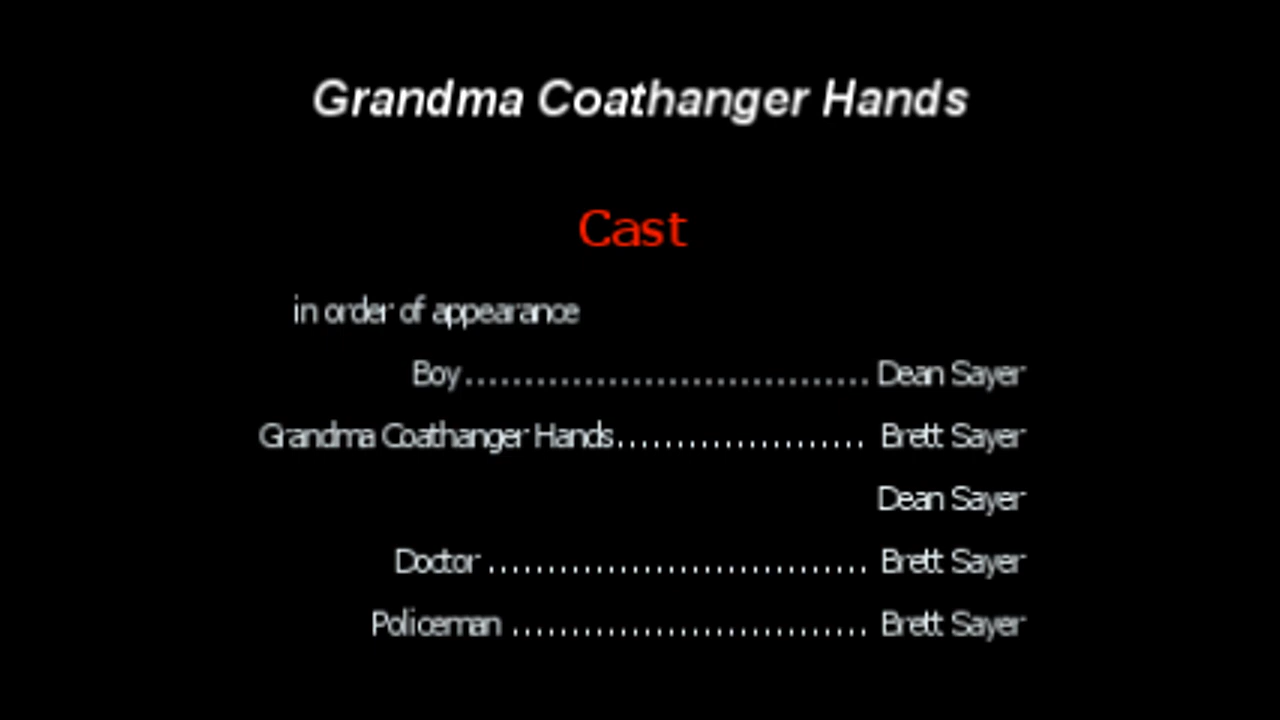 Grandma Coathanger Hands
Cast
in order of appearance
Boy.................................. Dean Sayer
Grandma Coathanger Hands..................... Brett Sayer
Dean Sayer
Doctor ................................ Brett Sayer
Policeman .............................. Brett Sayer